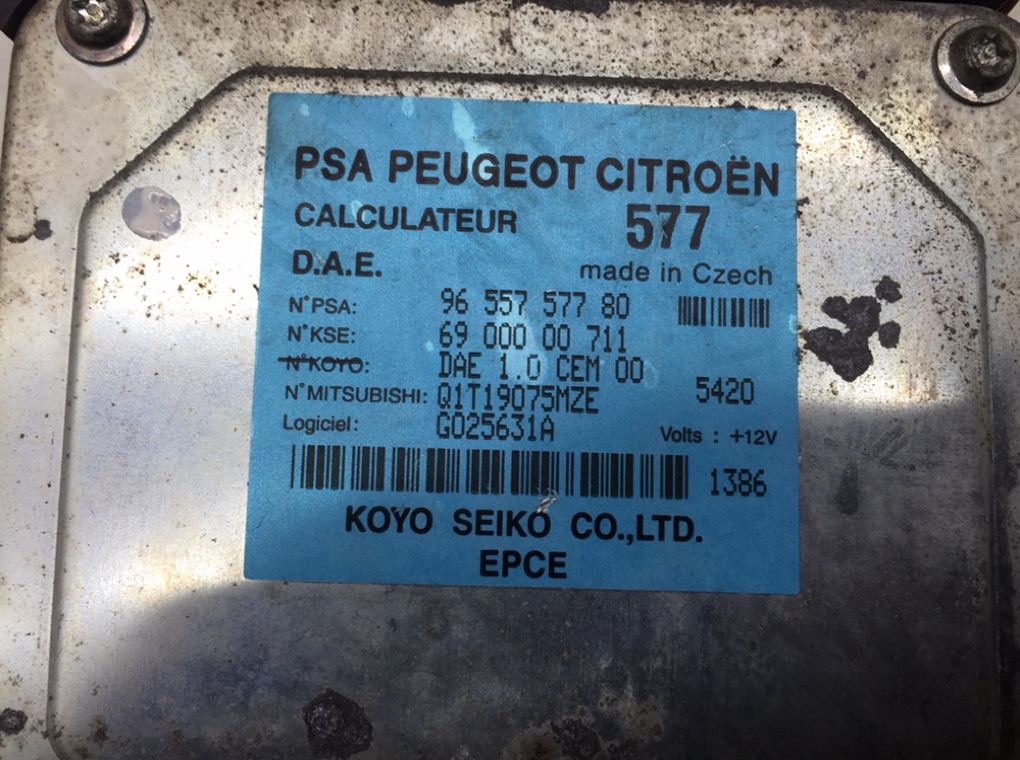 PSA PEUGEOT CITROËN
CALCULATEUR 577
D.A.E. made in Czech
N°PSA: 96 557 577 80
N°KSE: 69 000 00 711
N°KOYO: DAE 1.0 CEM 00
N°MITSUBISHI: Q1T19075MZE 5420
Logiciel: G025631A Volts : +12V
1386
KOYO SEIKO CO.,LTD.
EPCE